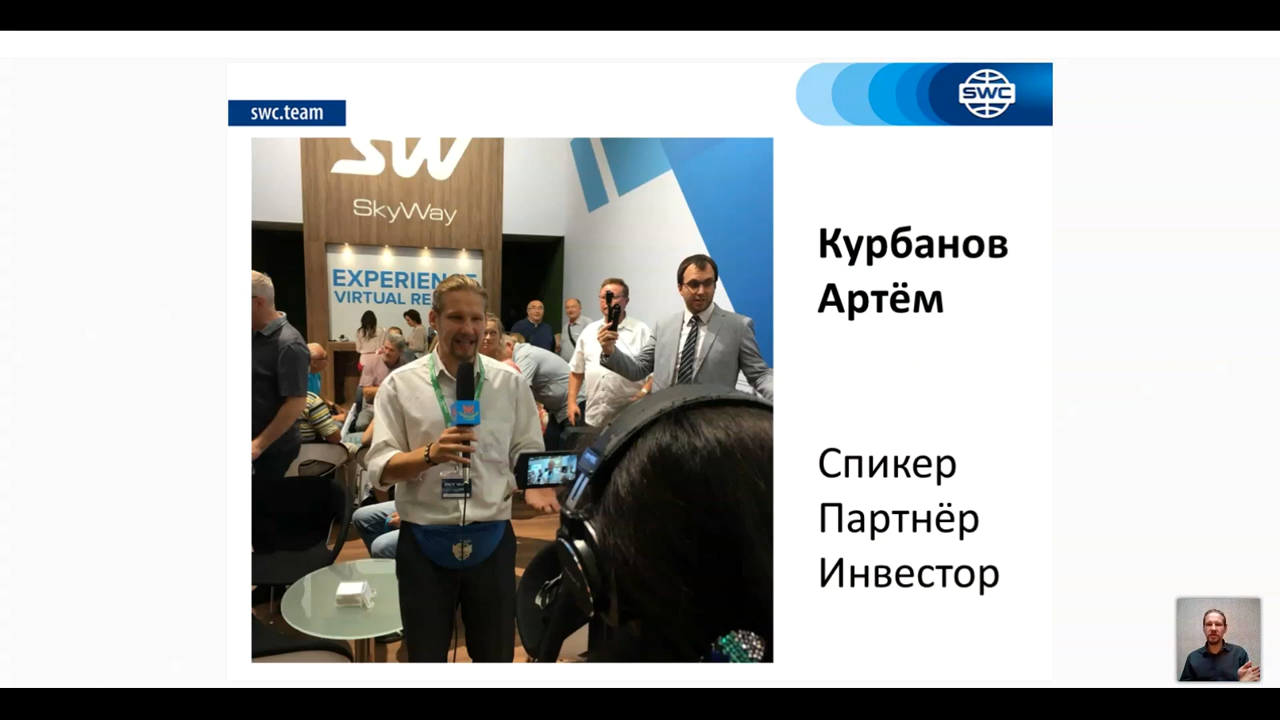 swc.team
SWC
SW
SkyWay
EXPERIENCE
VIRTUAL RE
Курбанов
Артём
Спикер
Партнёр
Инвестор